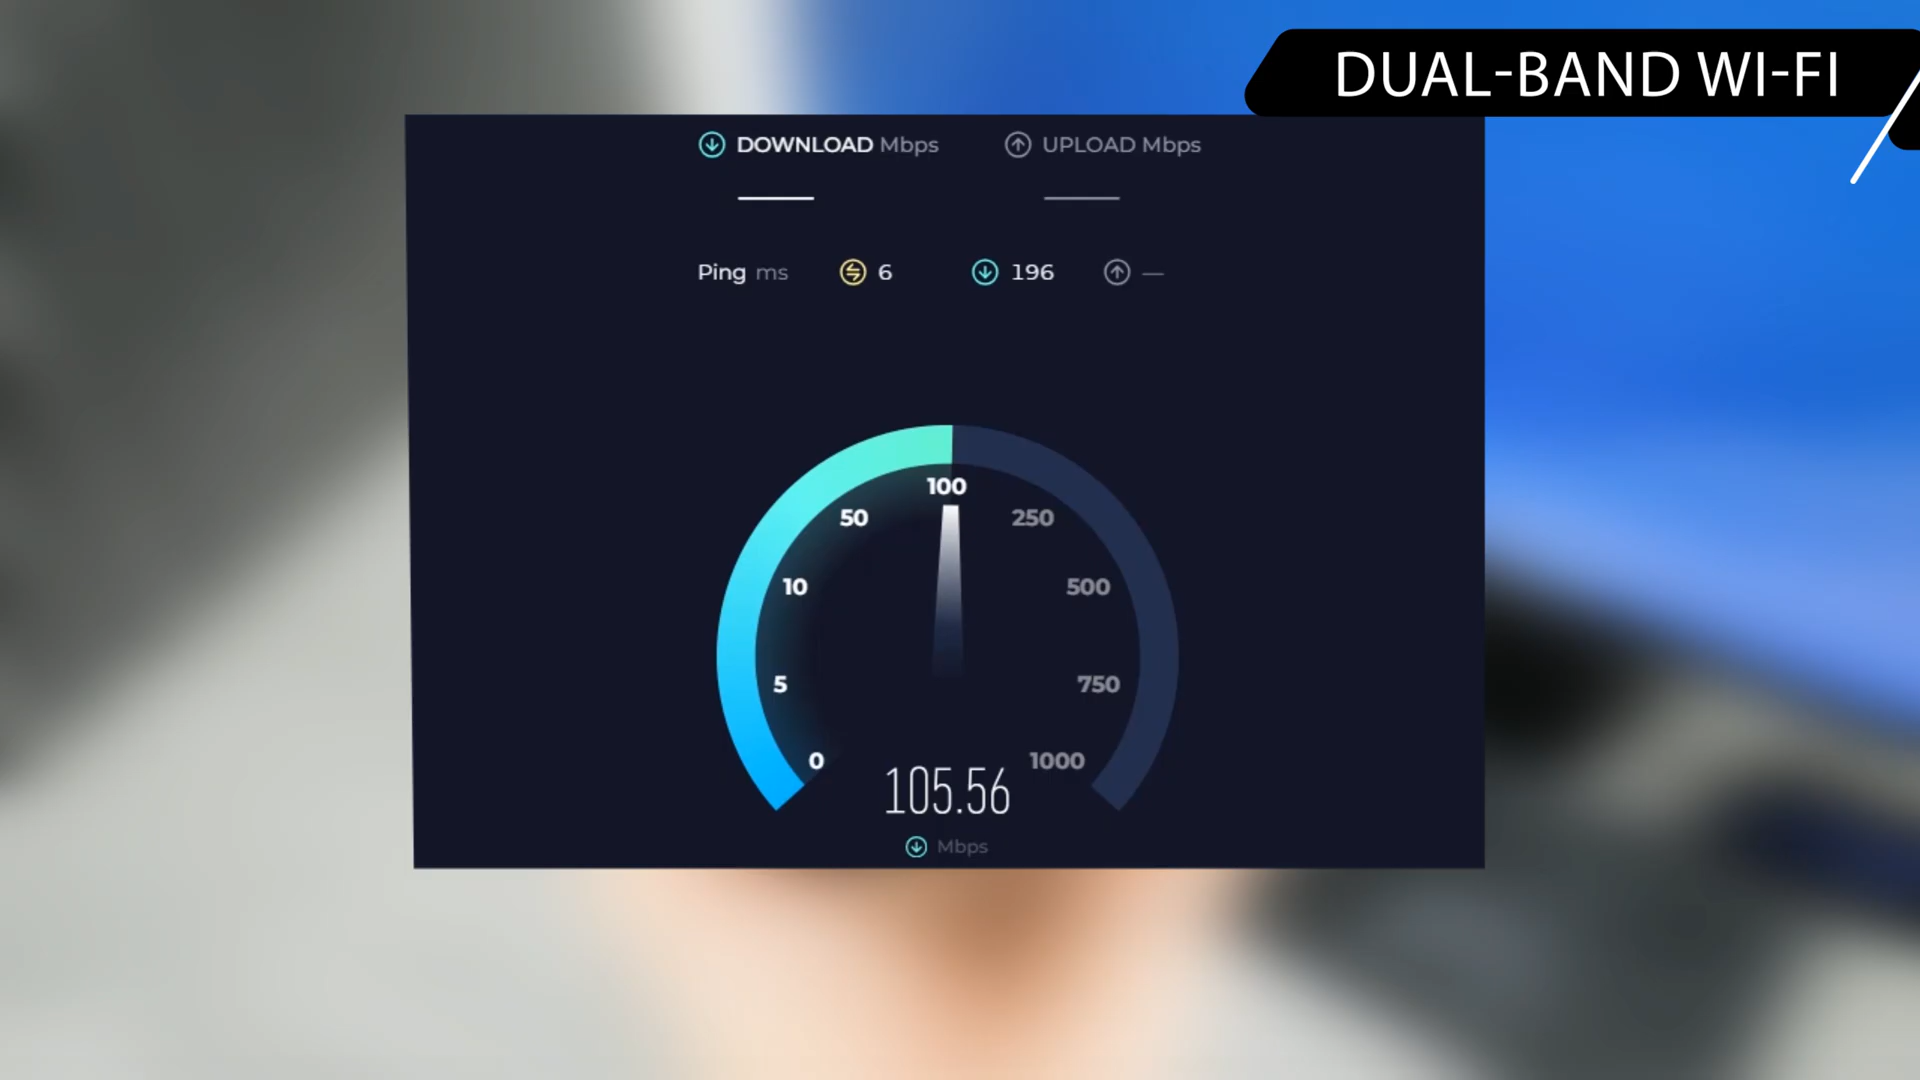 DUAL-BAND WI-FI
DOWNLOAD Mbps UPLOAD Mbps
Ping ms 6 196 —
100
50 250
10 500
5 750
0 1000
105.56
Mbps